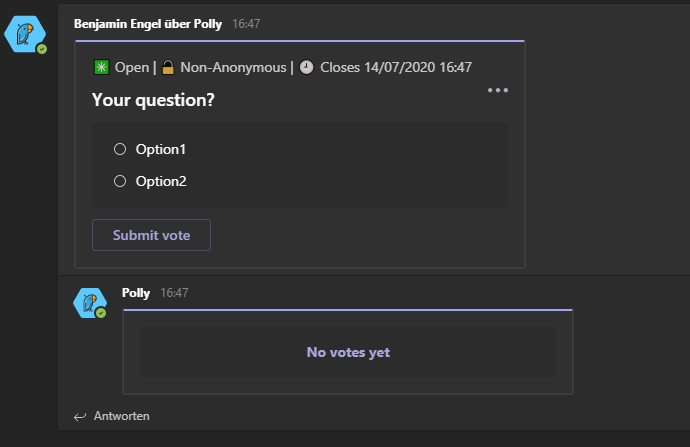 Benjamin Engel über Polly 16:47
Open | Non-Anonymous | Closes 14/07/2020 16:47
Your question?
Option1
Option2
Submit vote
Polly 16:47
No votes yet
Antworten